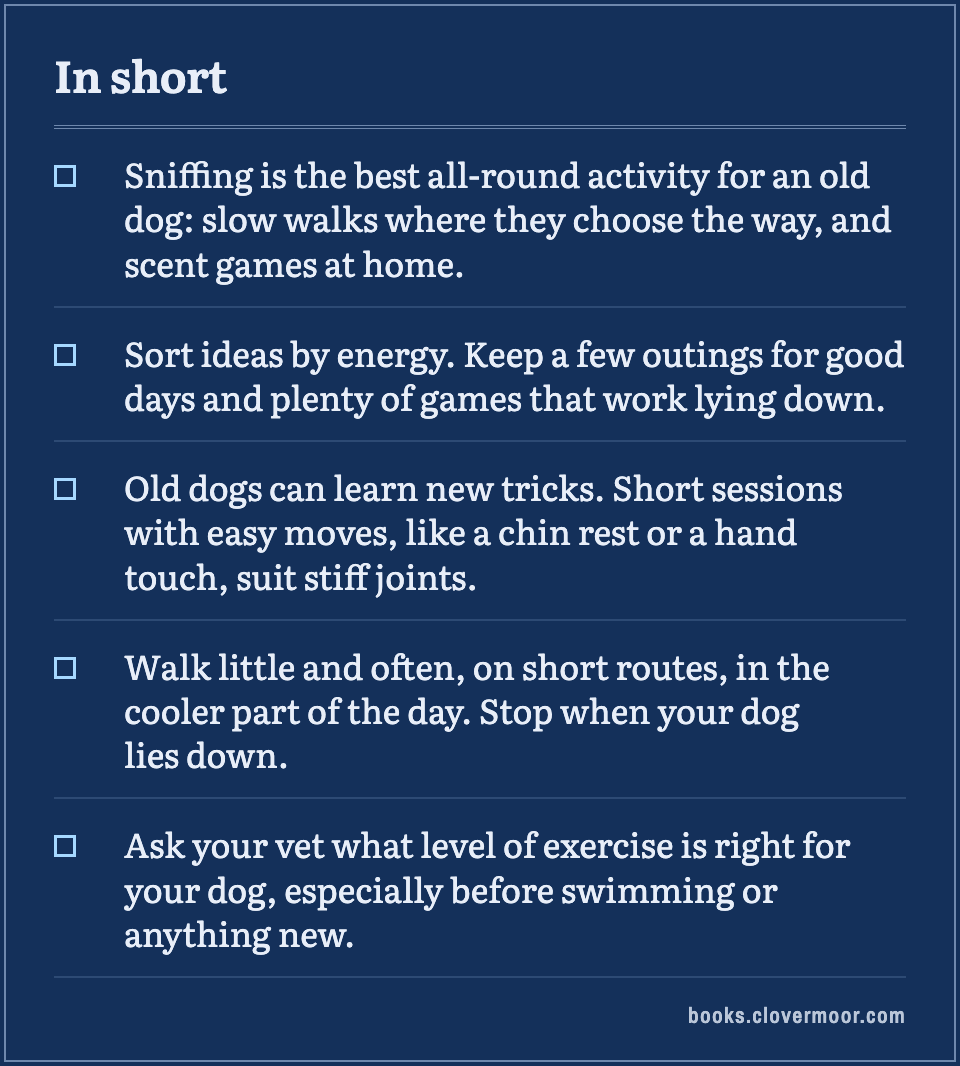 In short
Sniffing is the best all-round activity for an old
dog: slow walks where they choose the way, and
scent games at home.
Sort ideas by energy. Keep a few outings for good
days and plenty of games that work lying down.
Old dogs can learn new tricks. Short sessions
with easy moves, like a chin rest or a hand
touch, suit stiff joints.
Walk little and often, on short routes, in the
cooler part of the day. Stop when your dog
lies down.
Ask your vet what level of exercise is right for
your dog, especially before swimming or
anything new.
books.clovermoor.com